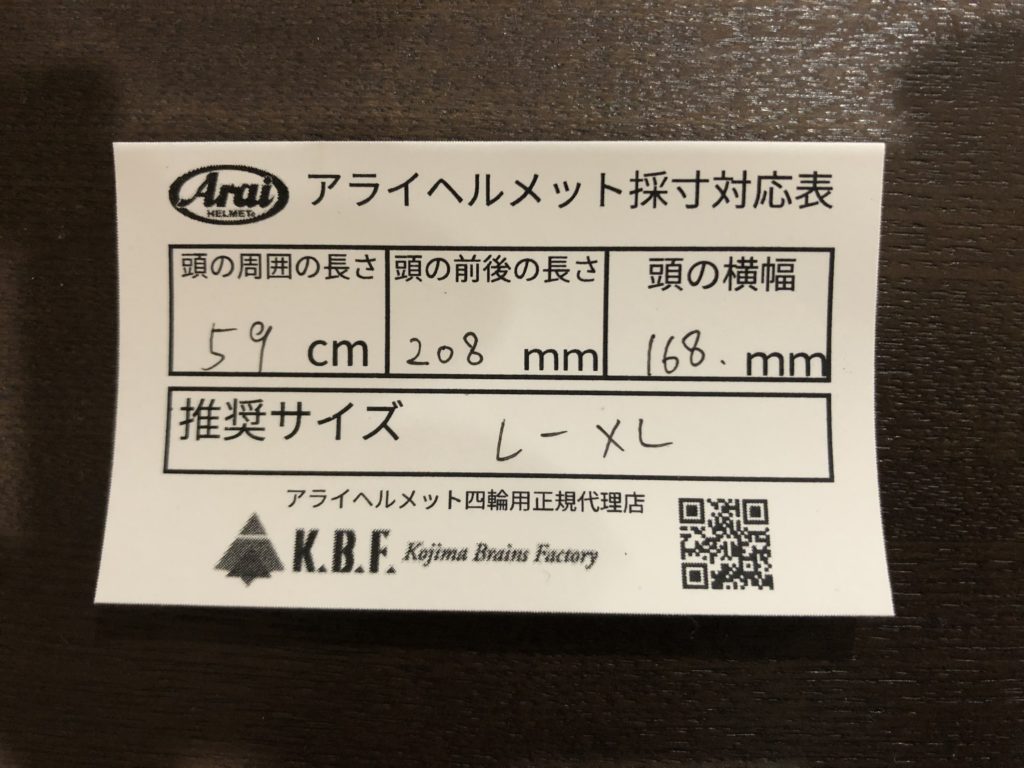 Arai HELMET アライヘルメット採寸対応表
頭の周囲の長さ 頭の前後の長さ 頭の横幅
59 cm 208 mm 168. mm
推奨サイズ L-XL
アライヘルメット四輪用正規代理店
K.B.F. Kojima Brains Factory